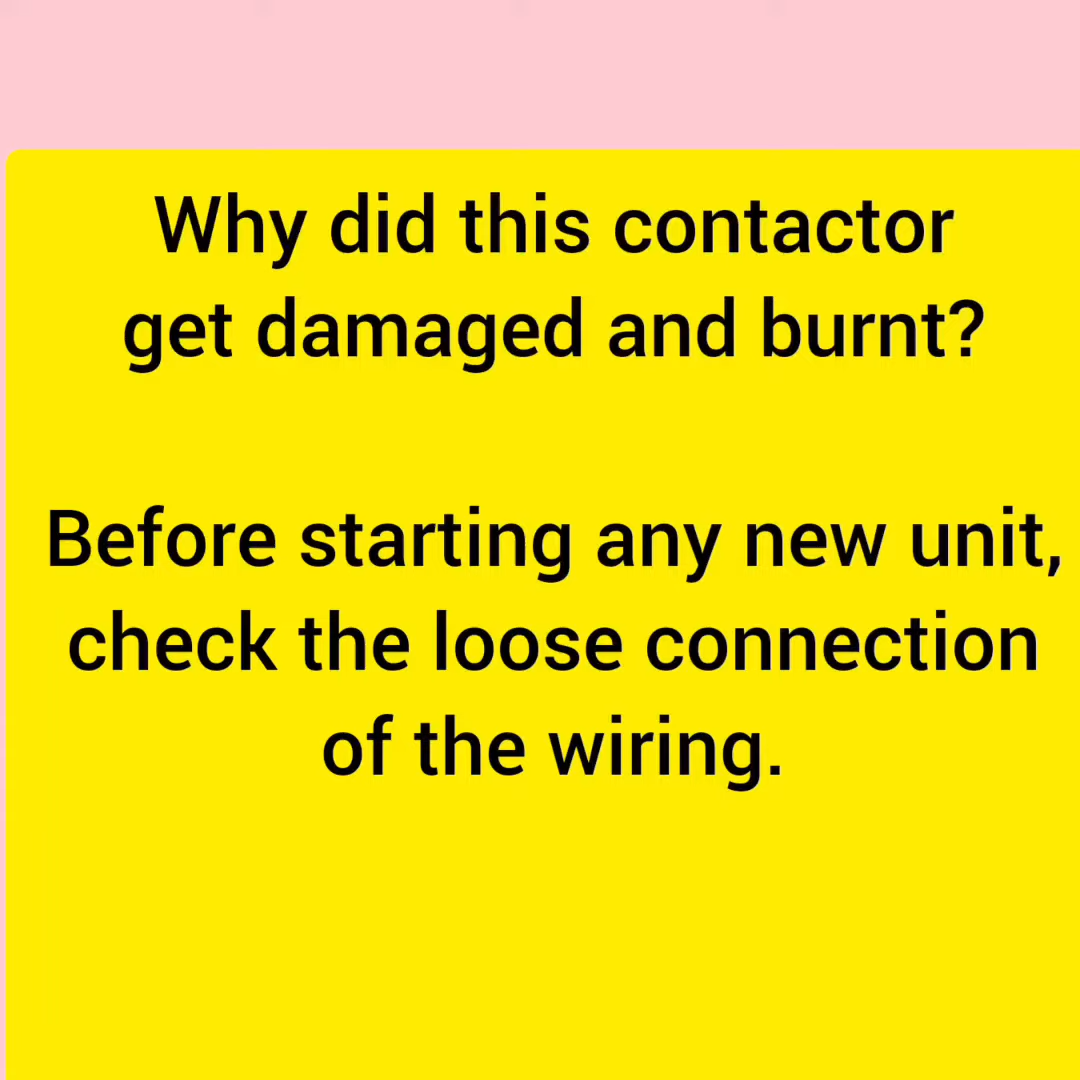 Why did this contactor
get damaged and burnt?
Before starting any new unit,
check the loose connection
of the wiring.